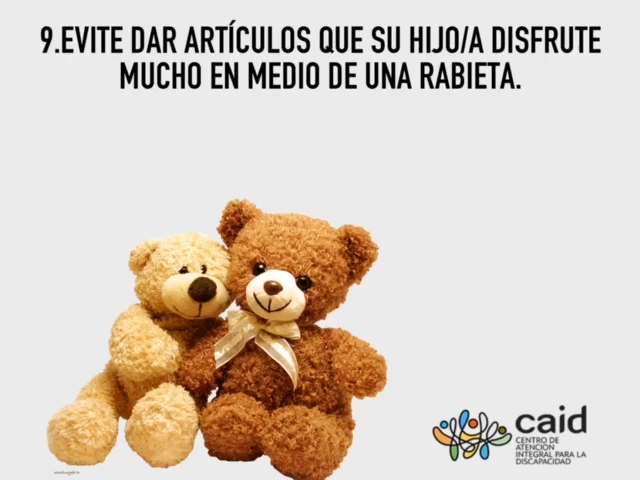 9.EVITE DAR ARTÍCULOS QUE SU HIJO/A DISFRUTE
MUCHO EN MEDIO DE UNA RABIETA.
caid
CENTRO DE
ATENCION
INTEGRAL PARA LA
DISCAPACIDAD